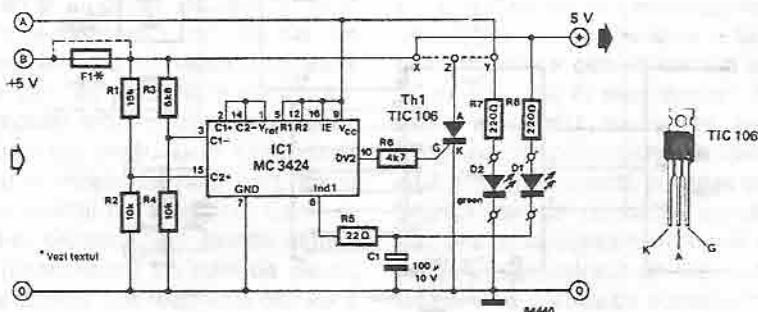 A
5 V
B
+
X Z Y
+5 V
F1*
R1
R3
15k
6k8
Th1
TIC 106
R7
R8
220Ω
220Ω
2 14 1 5 12 16 9
C1+ C2- Vref R1 R2 IE Vcc
3
C1-
IC1
MC 3424
DV2
10
R6
4k7
A
G
K
TIC 106
15
C2+
D2
D1
green
GND
Ind1
7
6
R2
R4
10k
10k
R5
22Ω
K
A
G
* Vezi textul
C1
100 µ
10 V
0
0
84440